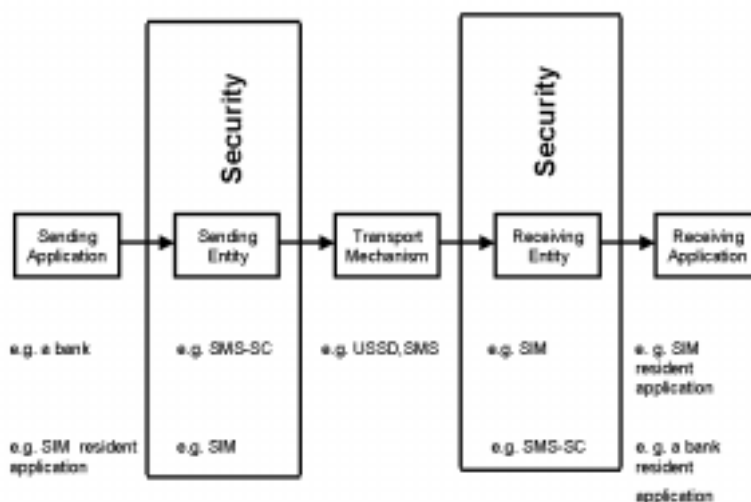 Security
Security
Sending
Application
Sending
Entity
Transport
Mechanism
Receiving
Entity
Receiving
Application
e.g. a bank
e.g. SMS-SC
e.g. USSD, SMS
e.g. SIM
e. g. SIM
resident
application
e.g. SIM resident
application
e.g. SIM
e.g. SMS-SC
e. g. a bank
resident
application